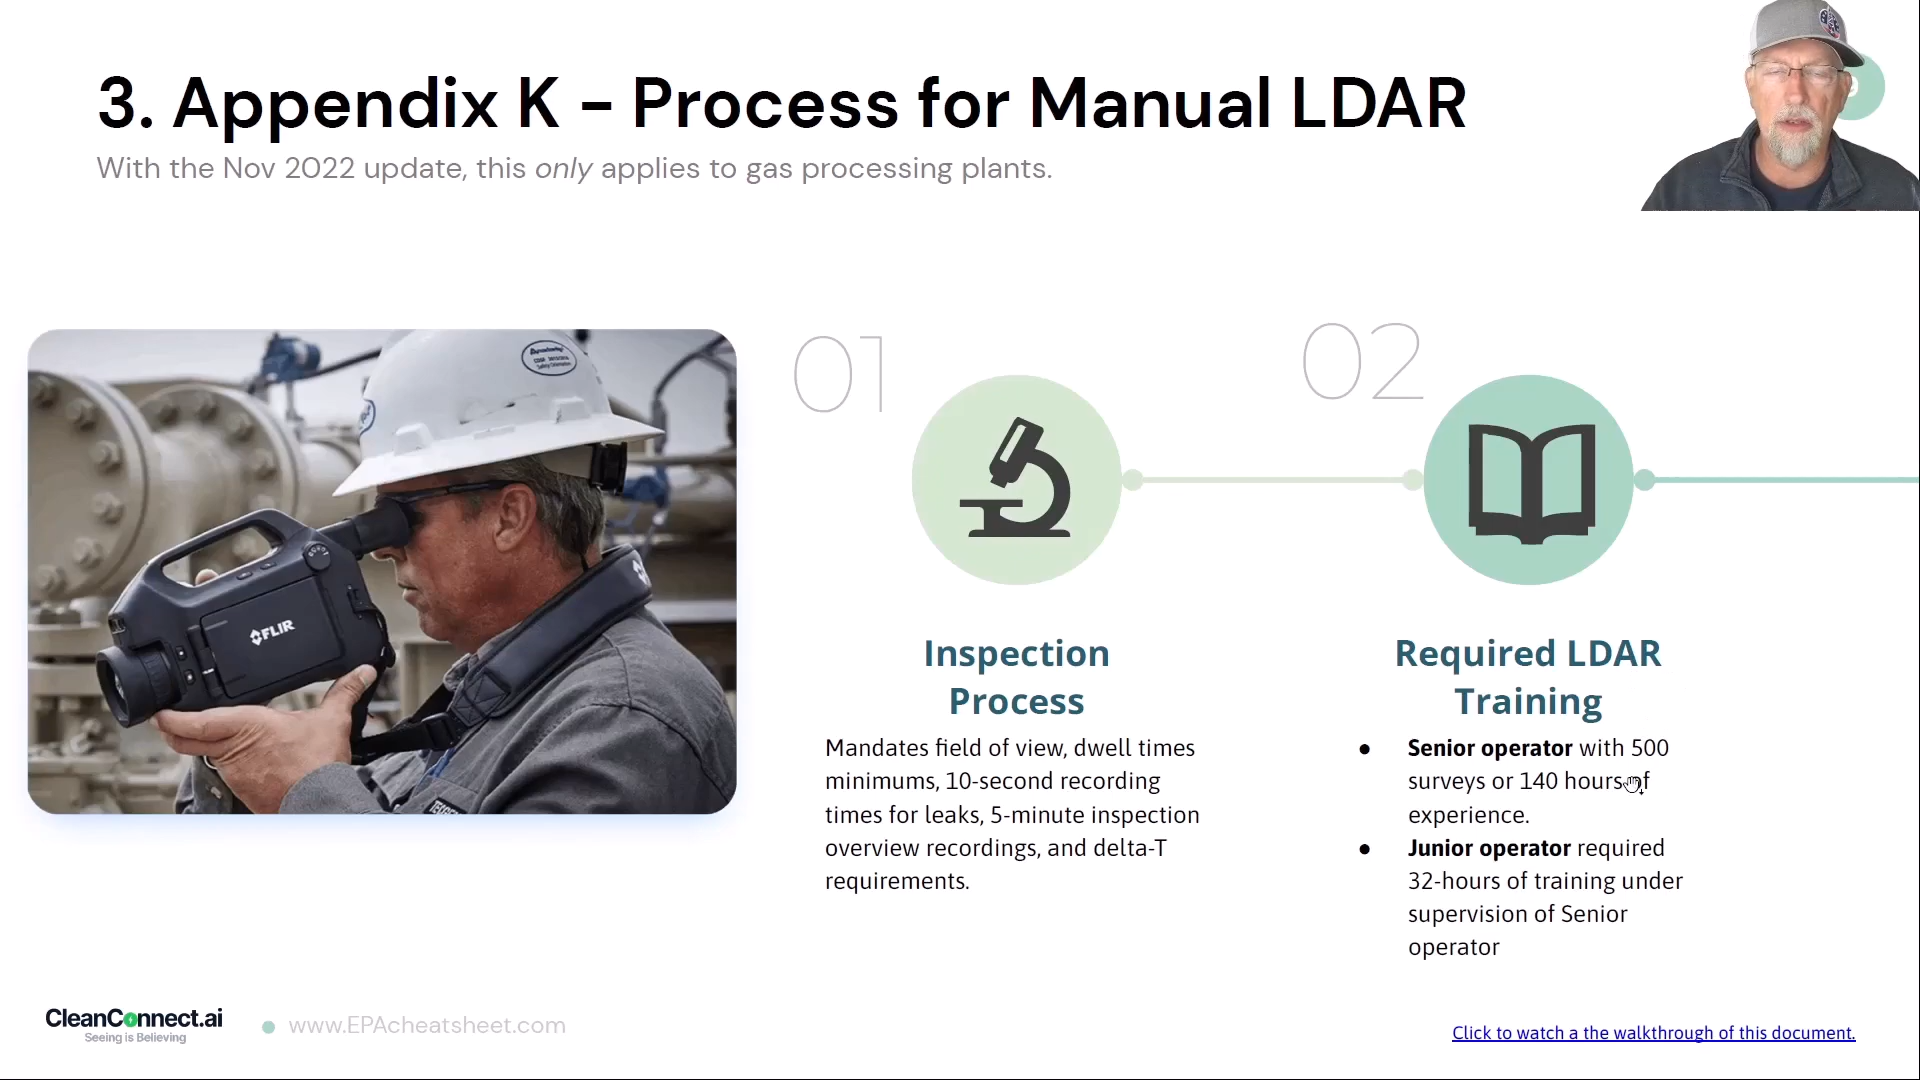 3. Appendix K – Process for Manual LDAR
With the Nov 2022 update, this only applies to gas processing plants.
01
02
FLIR
Inspection
Process
Mandates field of view, dwell times
minimums, 10-second recording
times for leaks, 5-minute inspection
overview recordings, and delta-T
requirements.
Required LDAR
Training
● Senior operator with 500
surveys or 140 hours of
experience.
● Junior operator required
32-hours of training under
supervision of Senior
operator
CleanConnect.ai
Seeing is Believing
www.EPAcheatsheet.com
Click to watch a the walkthrough of this document.